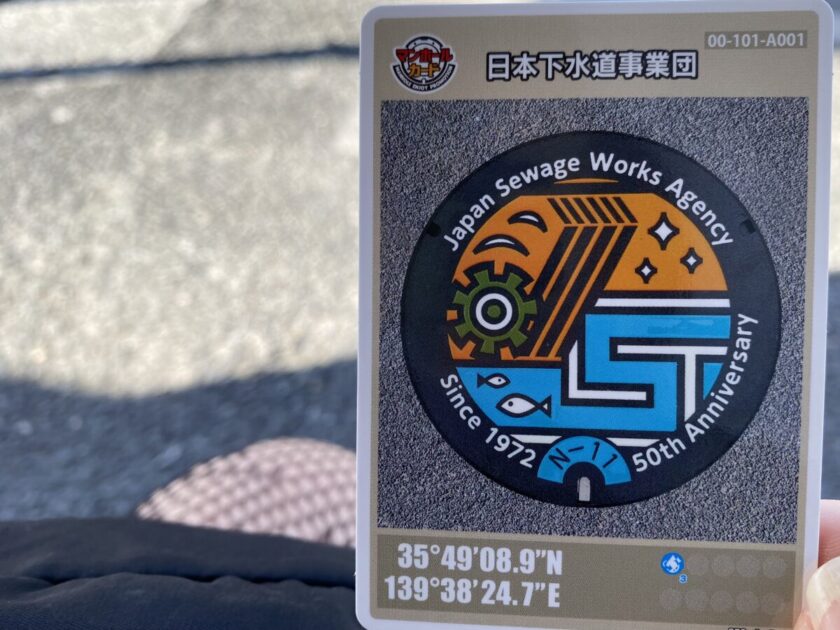 00-101-A001
マンホール
カード
日本下水道事業団
Japan Sewage Works Agency
Since 1972
50th Anniversary
N-11
35°49'08.9"N
139°38'24.7"E
3